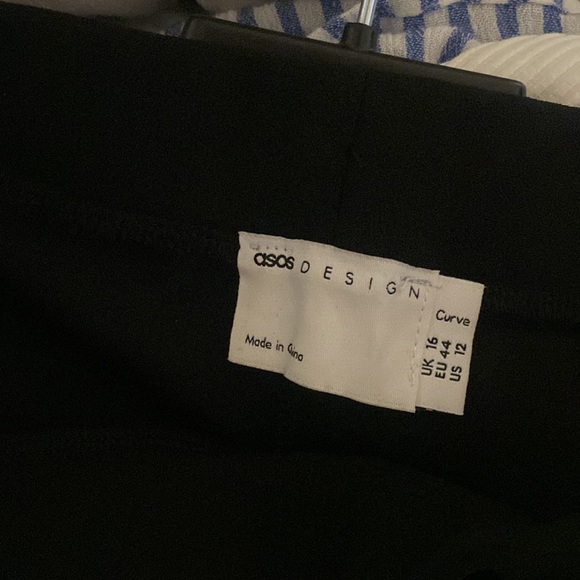 asos DESIGN
Made in China
Curve
UK 16
EU 44
US 12